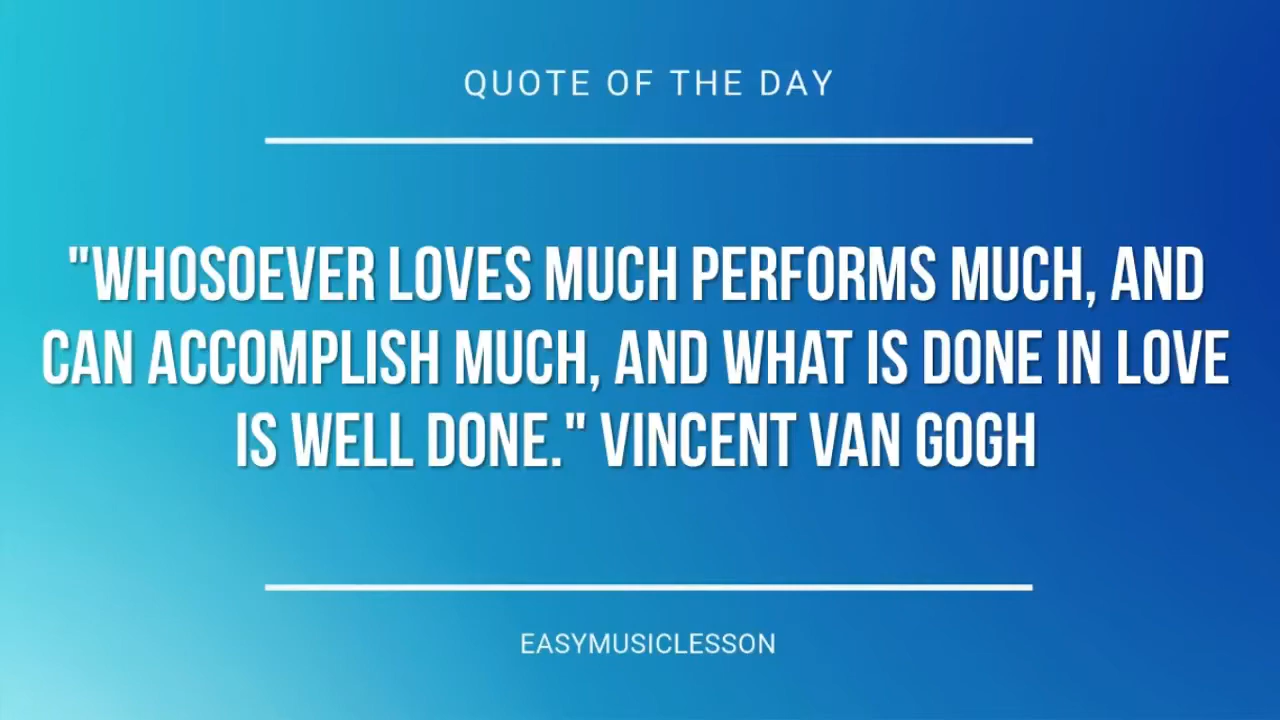 QUOTE OF THE DAY
"WHOSOEVER LOVES MUCH PERFORMS MUCH, AND
CAN ACCOMPLISH MUCH, AND WHAT IS DONE IN LOVE
IS WELL DONE." VINCENT VAN GOGH
EASYMUSICLESSON